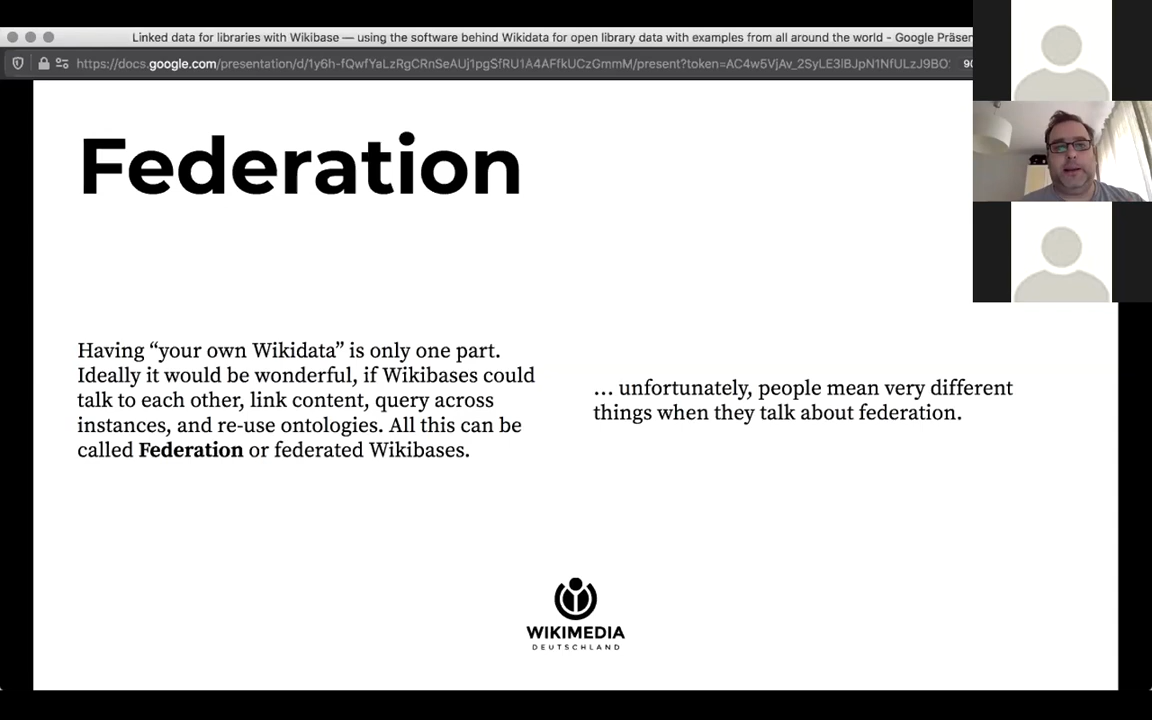 Linked data for libraries with Wikibase — using the software behind Wikidata for open library data with examples from all around the world - Google Präsen
https://docs.google.com/presentation/d/1y6h-fQwfYaLzRgCRnSeAUj1pgSfRU1A4AFfkUCzGmmM/present?token=AC4w5VjAv_2SyLE3lBJpN1NfULzJ9BO
90
Federation
Having “your own Wikidata” is only one part.
Ideally it would be wonderful, if Wikibases could
talk to each other, link content, query across
instances, and re-use ontologies. All this can be
called Federation or federated Wikibases.
… unfortunately, people mean very different
things when they talk about federation.
WIKIMEDIA
DEUTSCHLAND